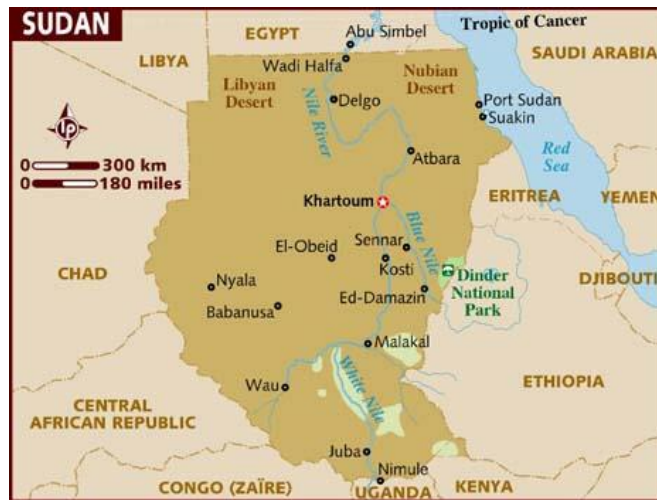 SUDAN
EGYPT
Abu Simbel
Tropic of Cancer
LIBYA
Wadi Halfa
SAUDI ARABIA
Libyan
Desert
Nubian
Desert
Delgo
Port Sudan
Suakin
Nile River
lp
Red
Sea
0 300 km
0 180 miles
Atbara
Khartoum
ERITREA
YEMEN
Blue Nile
Sennar
El-Obeid
Kosti
CHAD
Dinder
National
Park
DJIBOUTI
Nyala
Ed-Damazin
Babanusa
Malakal
Wau
White Nile
ETHIOPIA
CENTRAL
AFRICAN REPUBLIC
Juba
Nimule
CONGO (ZAÏRE)
UGANDA
KENYA